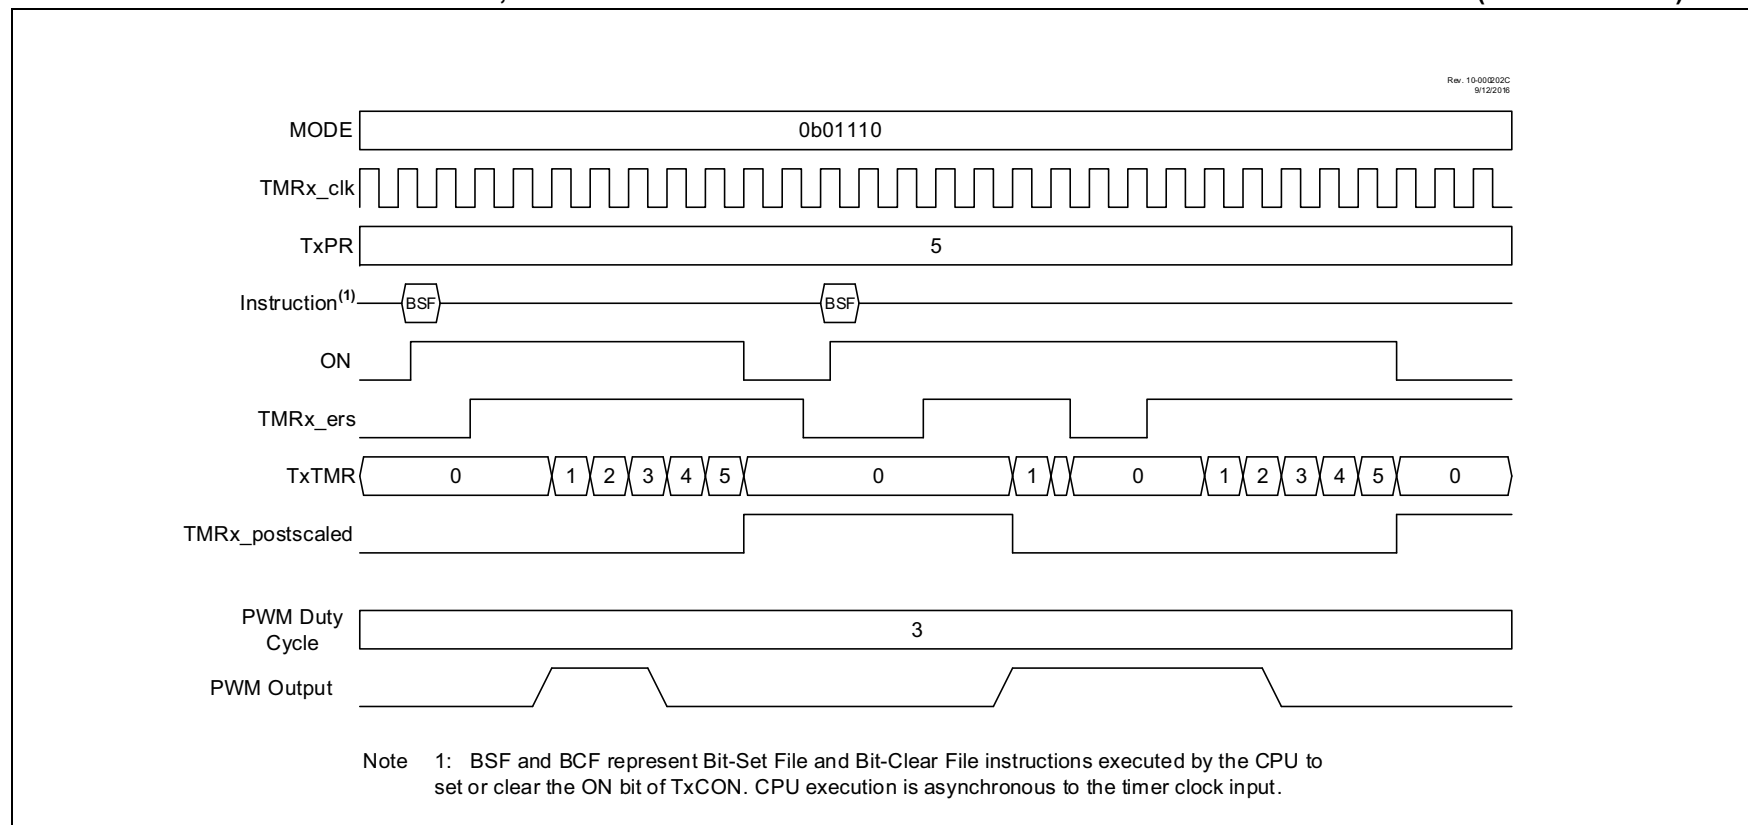 Rev. 10-000202C
9/12/2016
MODE 0b01110
TMRx_clk
TxPR 5
Instruction(1) BSF BSF
ON
TMRx_ers
TxTMR 0 1 2 3 4 5 0 1 0 1 2 3 4 5 0
TMRx_postscaled
PWM Duty
Cycle 3
PWM Output
Note 1: BSF and BCF represent Bit-Set File and Bit-Clear File instructions executed by the CPU to
set or clear the ON bit of TxCON. CPU execution is asynchronous to the timer clock input.